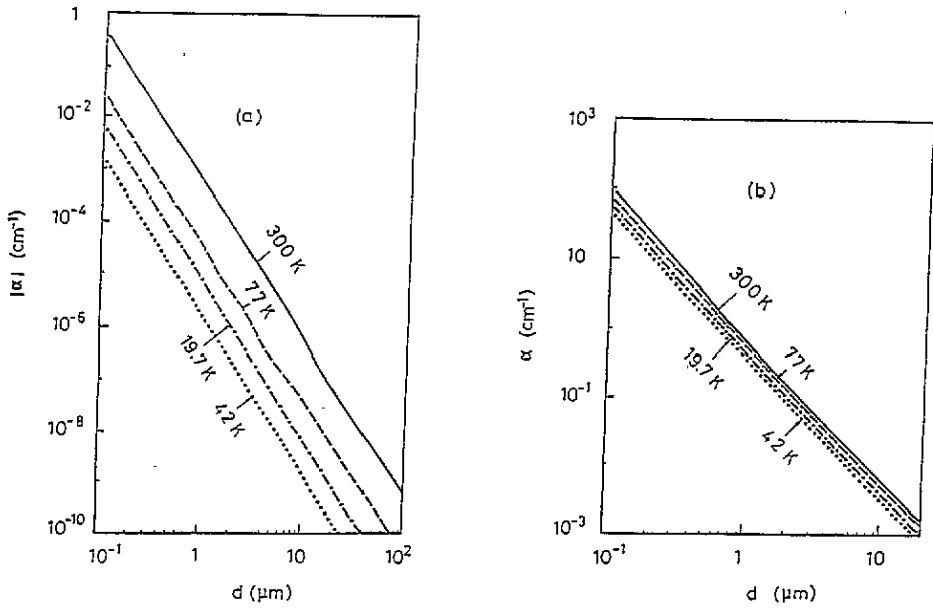 1
10⁻²
10⁻⁴
10⁻⁶
10⁻⁸
10⁻¹⁰
|α| (cm⁻¹)
(a)
300 K
77 K
19.7 K
42 K
10⁻¹
1
10
10²
d (μm)
10³
10
10⁻¹
10⁻³
α (cm⁻¹)
(b)
300 K
77 K
19.7 K
42 K
10⁻¹
1
10
d (μm)